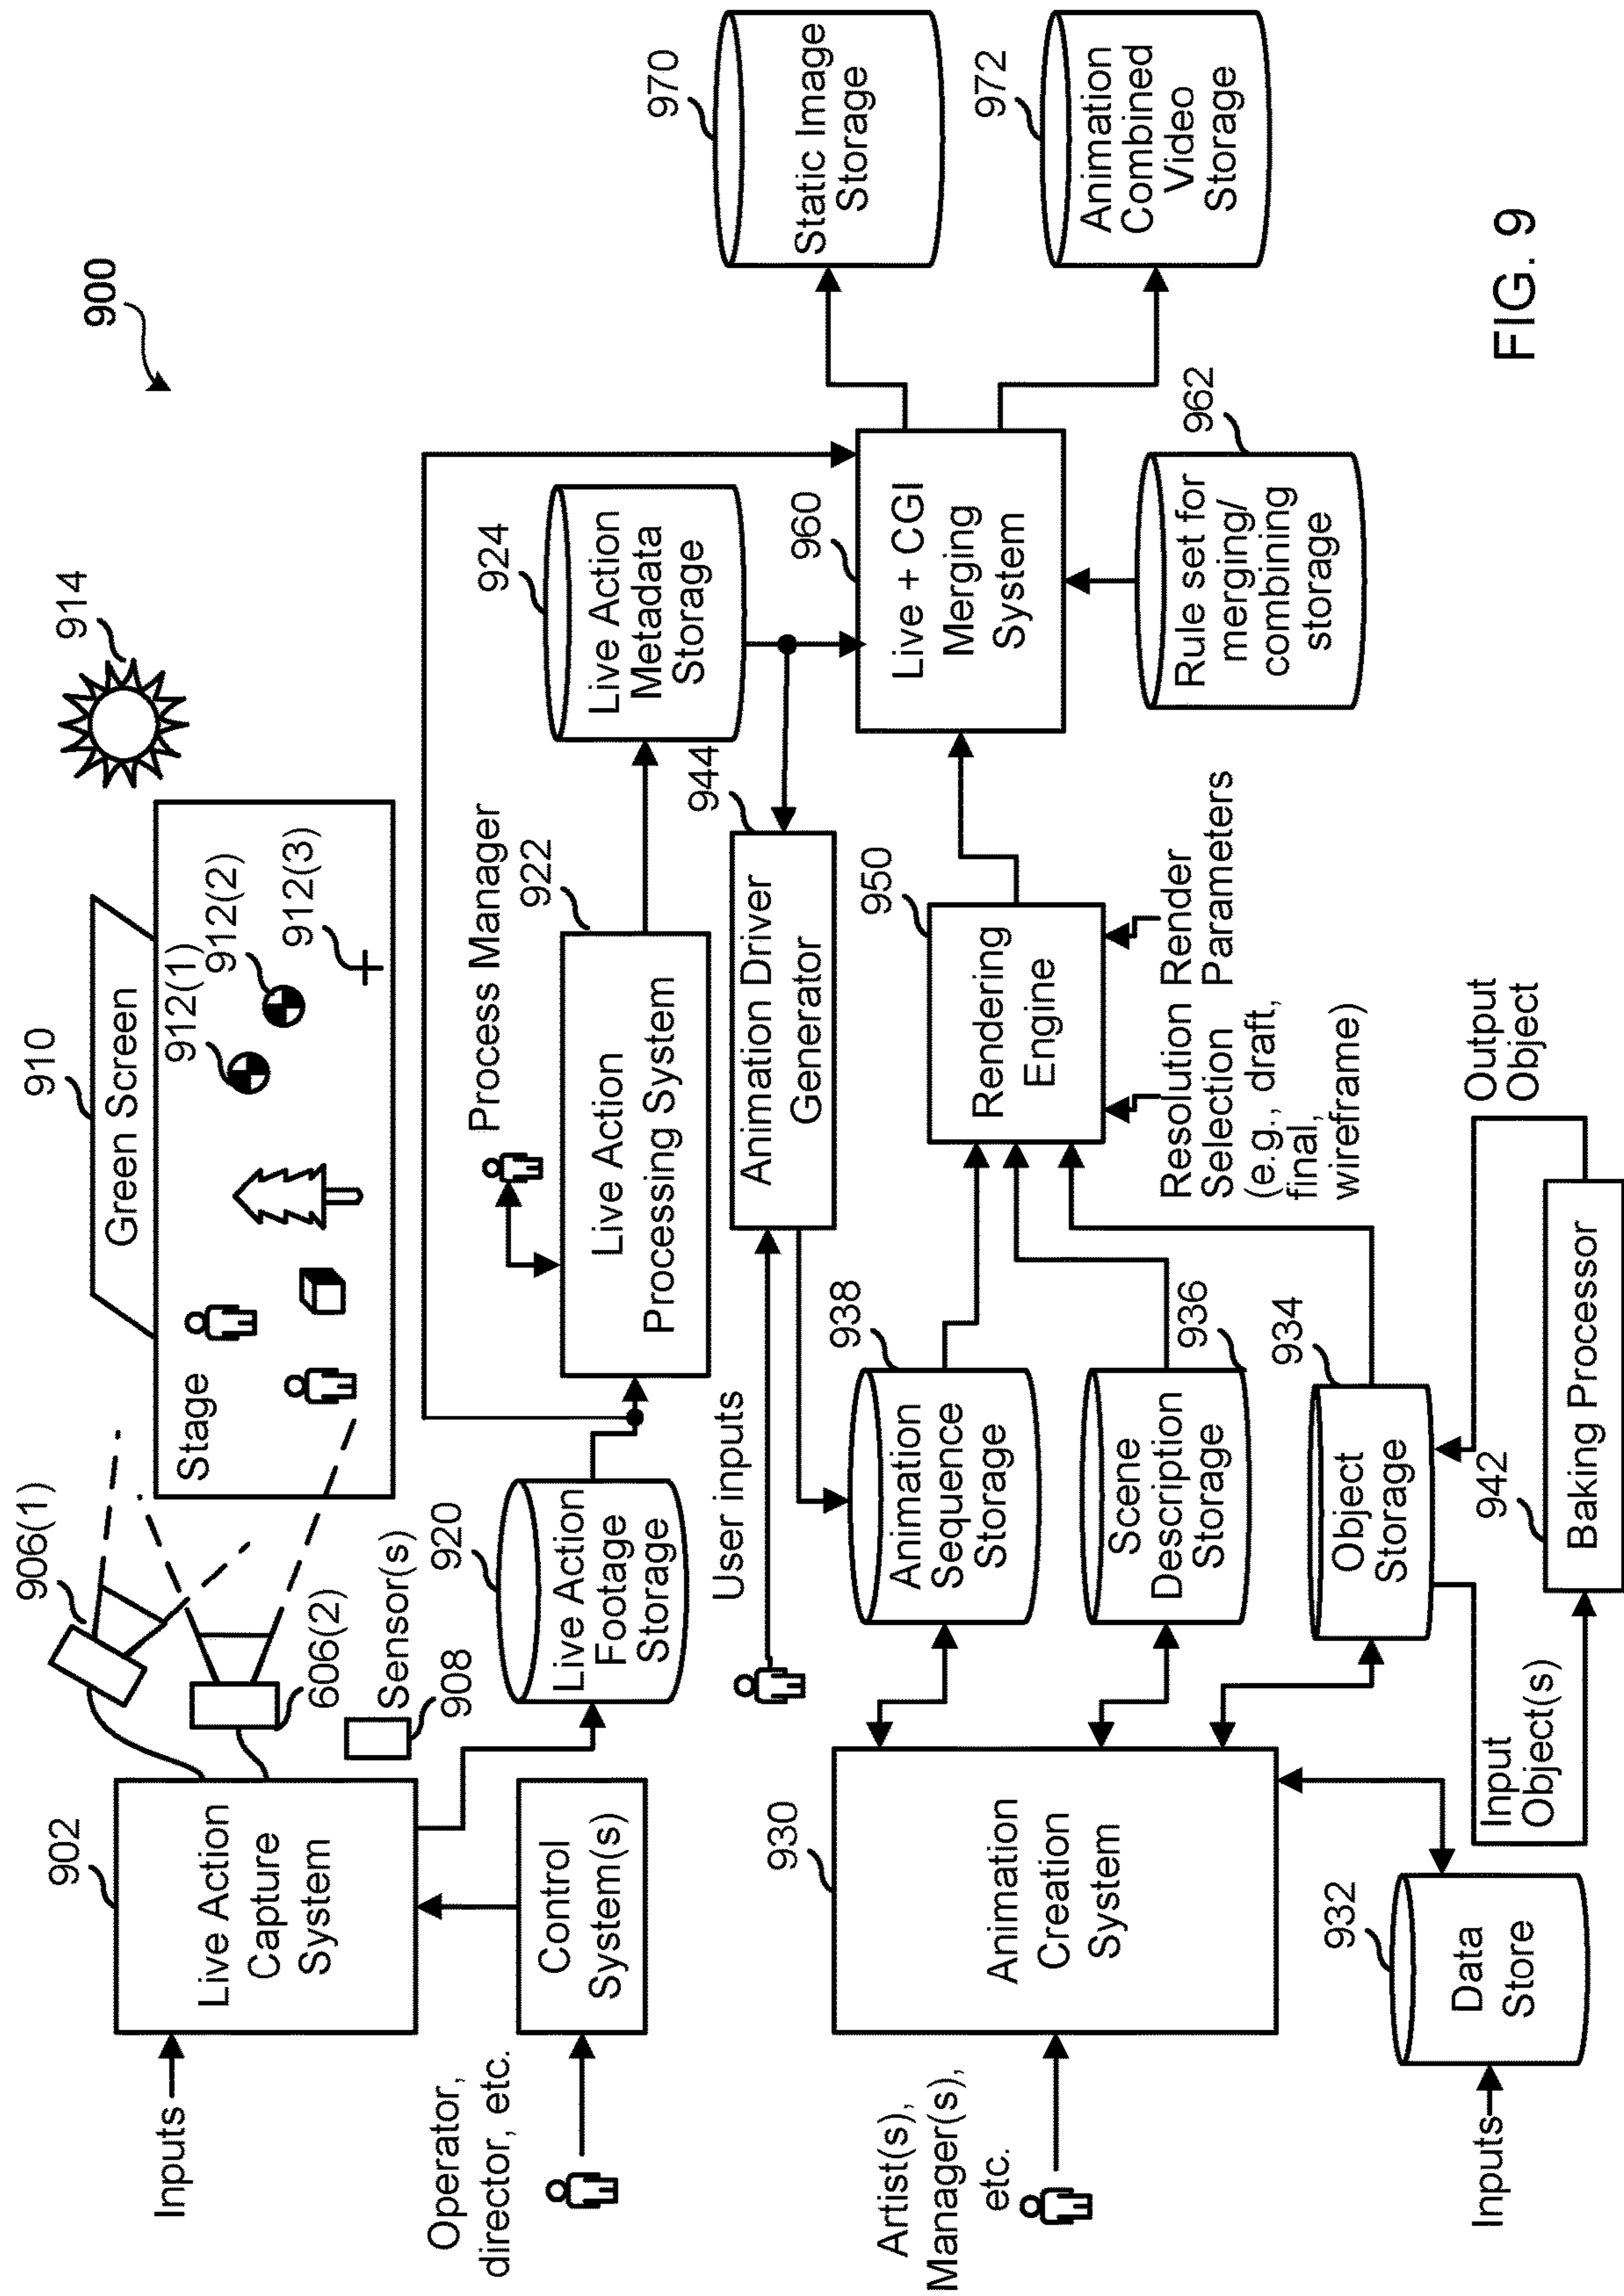 900
906(1)
910
Green Screen
914
902
Live Action
Capture
System
Inputs
606(2)
Sensor(s)
908
Stage
912(1)
912(2)
912(3)
Operator,
director, etc.
Control
System(s)
920
Live Action
Footage
Storage
Process Manager
922
Live Action
Processing System
924
Live Action
Metadata
Storage
970
Static Image
Storage
User inputs
944
Animation Driver
Generator
960
Live + CGI
Merging
System
972
Animation
Combined
Video
Storage
Artist(s),
Manager(s),
etc.
930
Animation
Creation
System
938
Animation
Sequence
Storage
936
Scene
Description
Storage
934
Object
Storage
950
Rendering
Engine
Resolution
Selection
(e.g., draft,
final,
wireframe)
Render
Parameters
962
Rule set for
merging/
combining
storage
Inputs
932
Data
Store
Input
Object(s)
942
Baking Processor
Output
Object
FIG. 9